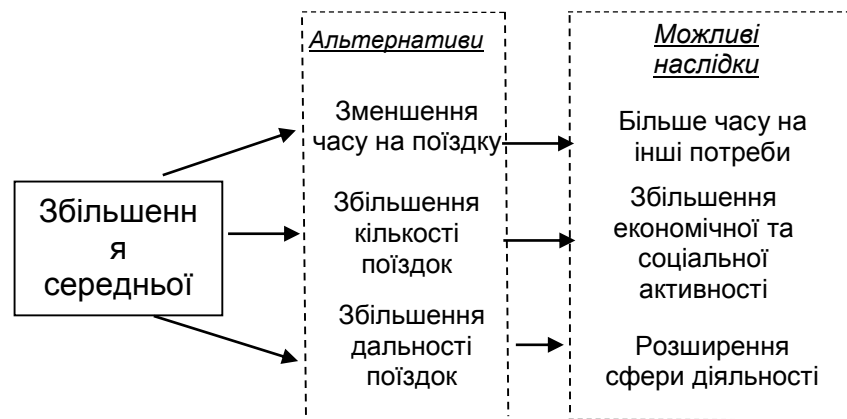 Альтернативи
Зменшення
часу на поїздку
Збільшення
кількості
поїздок
Збільшення
дальності
поїздок
Можливі
наслідки
Більше часу на
інші потреби
Збільшення
економічної та
соціальної
активності
Розширення
сфери діяльності
Збільшенн
я
середньої